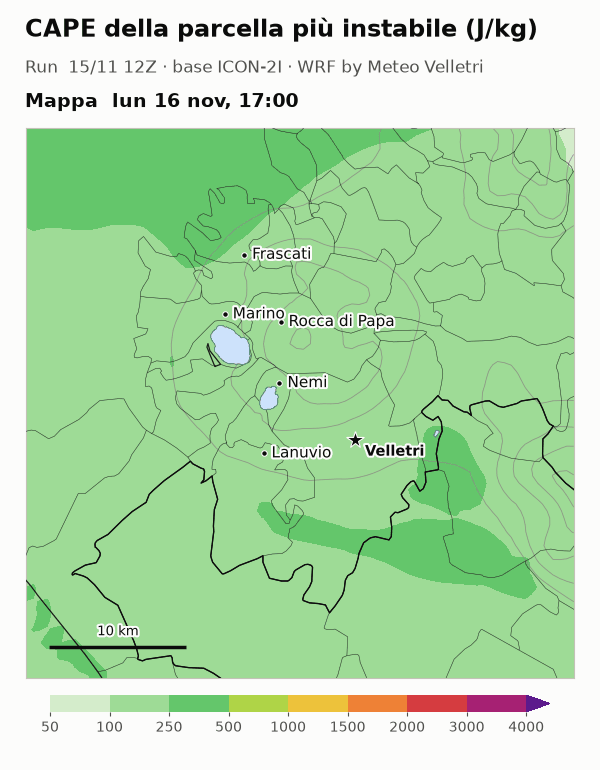 CAPE della parcella più instabile (J/kg)
Run  15/11 12Z · base ICON-2I · WRF by Meteo Velletri
Mappa  lun 16 nov, 17:00
Frascati
Marino
Rocca di Papa
Nemi
Velletri
Lanuvio
10 km
50 100 250 500 1000 1500 2000 3000 4000